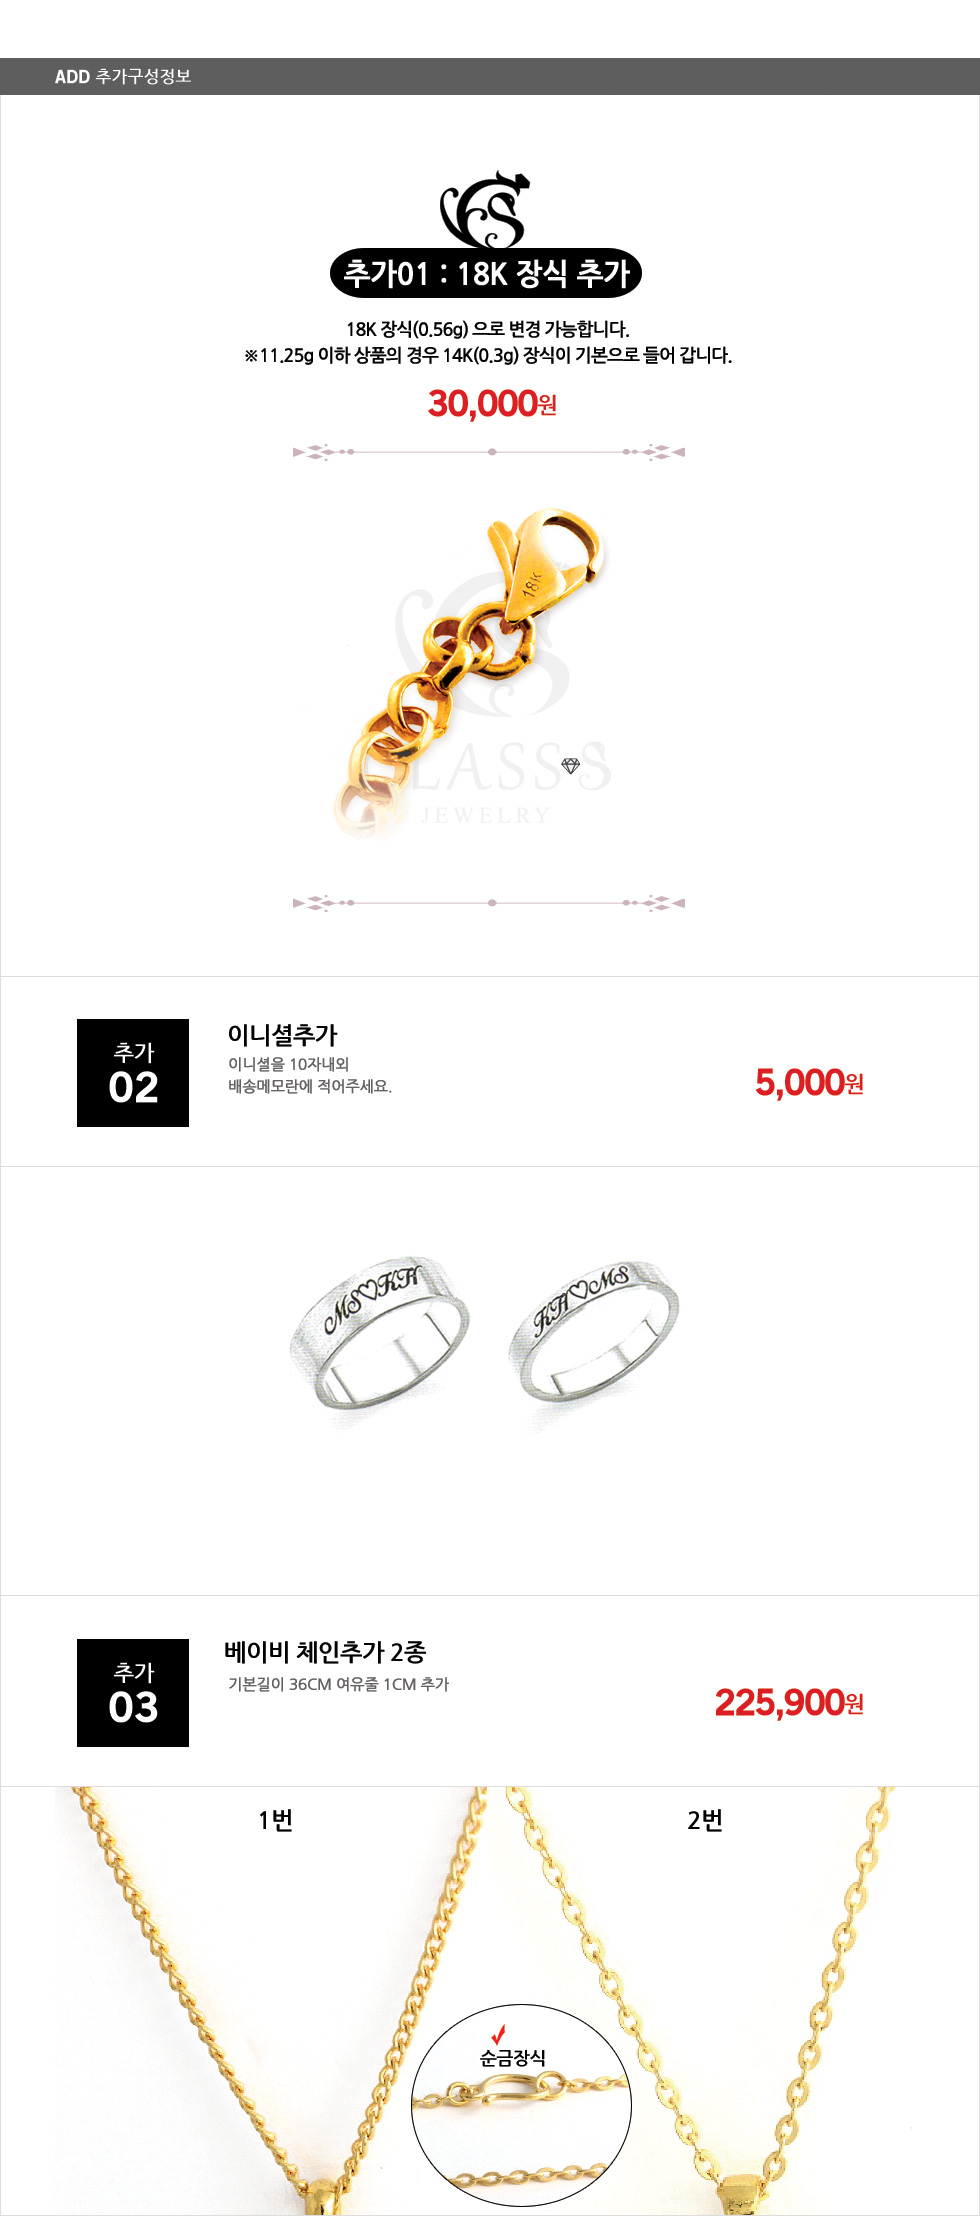 ADD 추가구성정보
추가01 : 18K 장식 추가
18K 장식(0.56g) 으로 변경 가능합니다.
※11.25g 이하 상품의 경우 14K(0.3g) 장식이 기본으로 들어 갑니다.
30,000원
18K
LASSS
JEWELRY
추가
02
이니셜추가
이니셜을 10자내외
배송메모란에 적어주세요.
5,000원
MS♡KH
KH♡MS
추가
03
베이비 체인추가 2종
기본길이 36CM 여유줄 1CM 추가
225,900원
1번
2번
순금장식